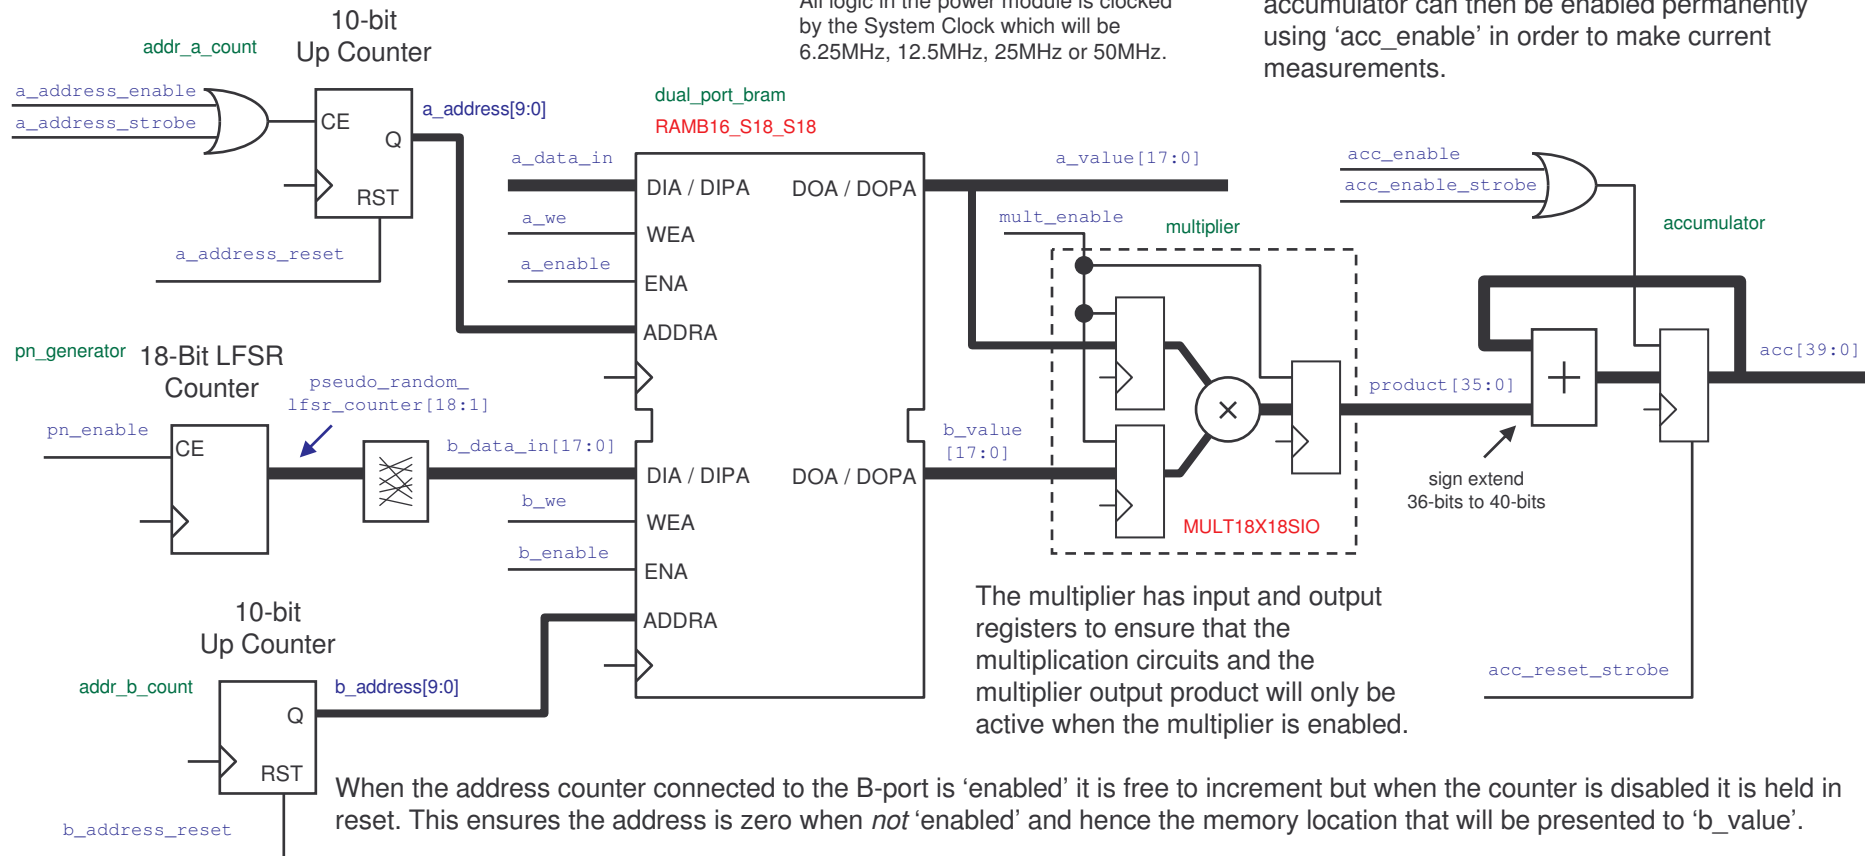 All logic in the power module is clocked
by the System Clock which will be
6.25MHz, 12.5MHz, 25MHz or 50MHz.
accumulator can then be enabled permanently
using ‘acc_enable’ in order to make current
measurements.
10-bit
Up Counter
addr_a_count
a_address_enable
a_address_strobe
CE
Q
RST
a_address[9:0]
a_address_reset
dual_port_bram
RAMB16_S18_S18
a_data_in
DIA / DIPA
DOA / DOPA
a_value[17:0]
a_we
WEA
a_enable
ENA
ADDRA
mult_enable
multiplier
acc_enable
acc_enable_strobe
accumulator
pn_generator
18-Bit LFSR
Counter
pseudo_random_
lfsr_counter[18:1]
pn_enable
CE
b_data_in[17:0]
DIA / DIPA
DOA / DOPA
b_value
[17:0]
b_we
WEA
b_enable
ENA
ADDRA
×
MULT18X18SIO
product[35:0]
+
acc[39:0]
sign extend
36-bits to 40-bits
acc_reset_strobe
10-bit
Up Counter
addr_b_count
b_address[9:0]
Q
RST
b_address_reset
The multiplier has input and output
registers to ensure that the
multiplication circuits and the
multiplier output product will only be
active when the multiplier is enabled.
When the address counter connected to the B-port is ‘enabled’ it is free to increment but when the counter is disabled it is held in
reset. This ensures the address is zero when not ‘enabled’ and hence the memory location that will be presented to ‘b_value’.